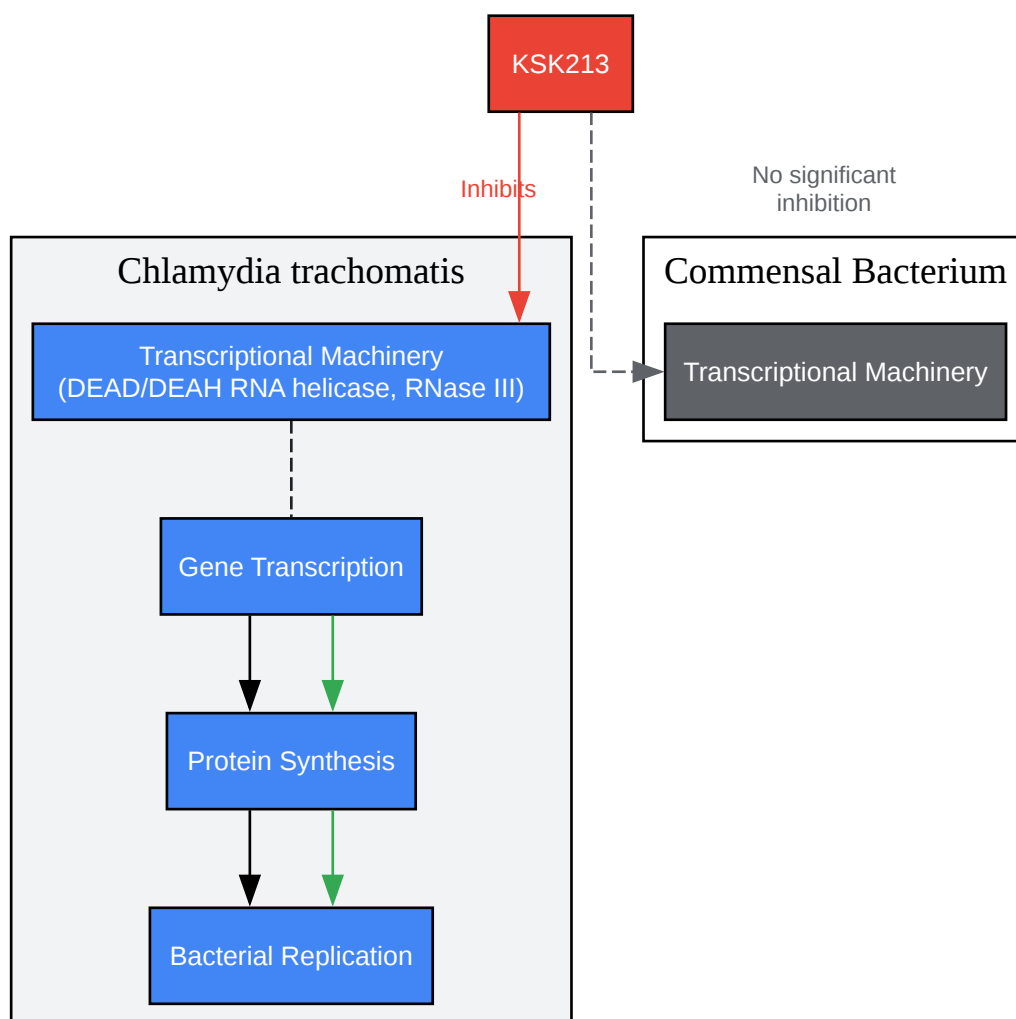 KSK213
Inhibits
No significant
inhibition
Chlamydia trachomatis
Commensal Bacterium
Transcriptional Machinery
(DEAD/DEAH RNA helicase, RNase III)
Transcriptional Machinery
Gene Transcription
Protein Synthesis
Bacterial Replication